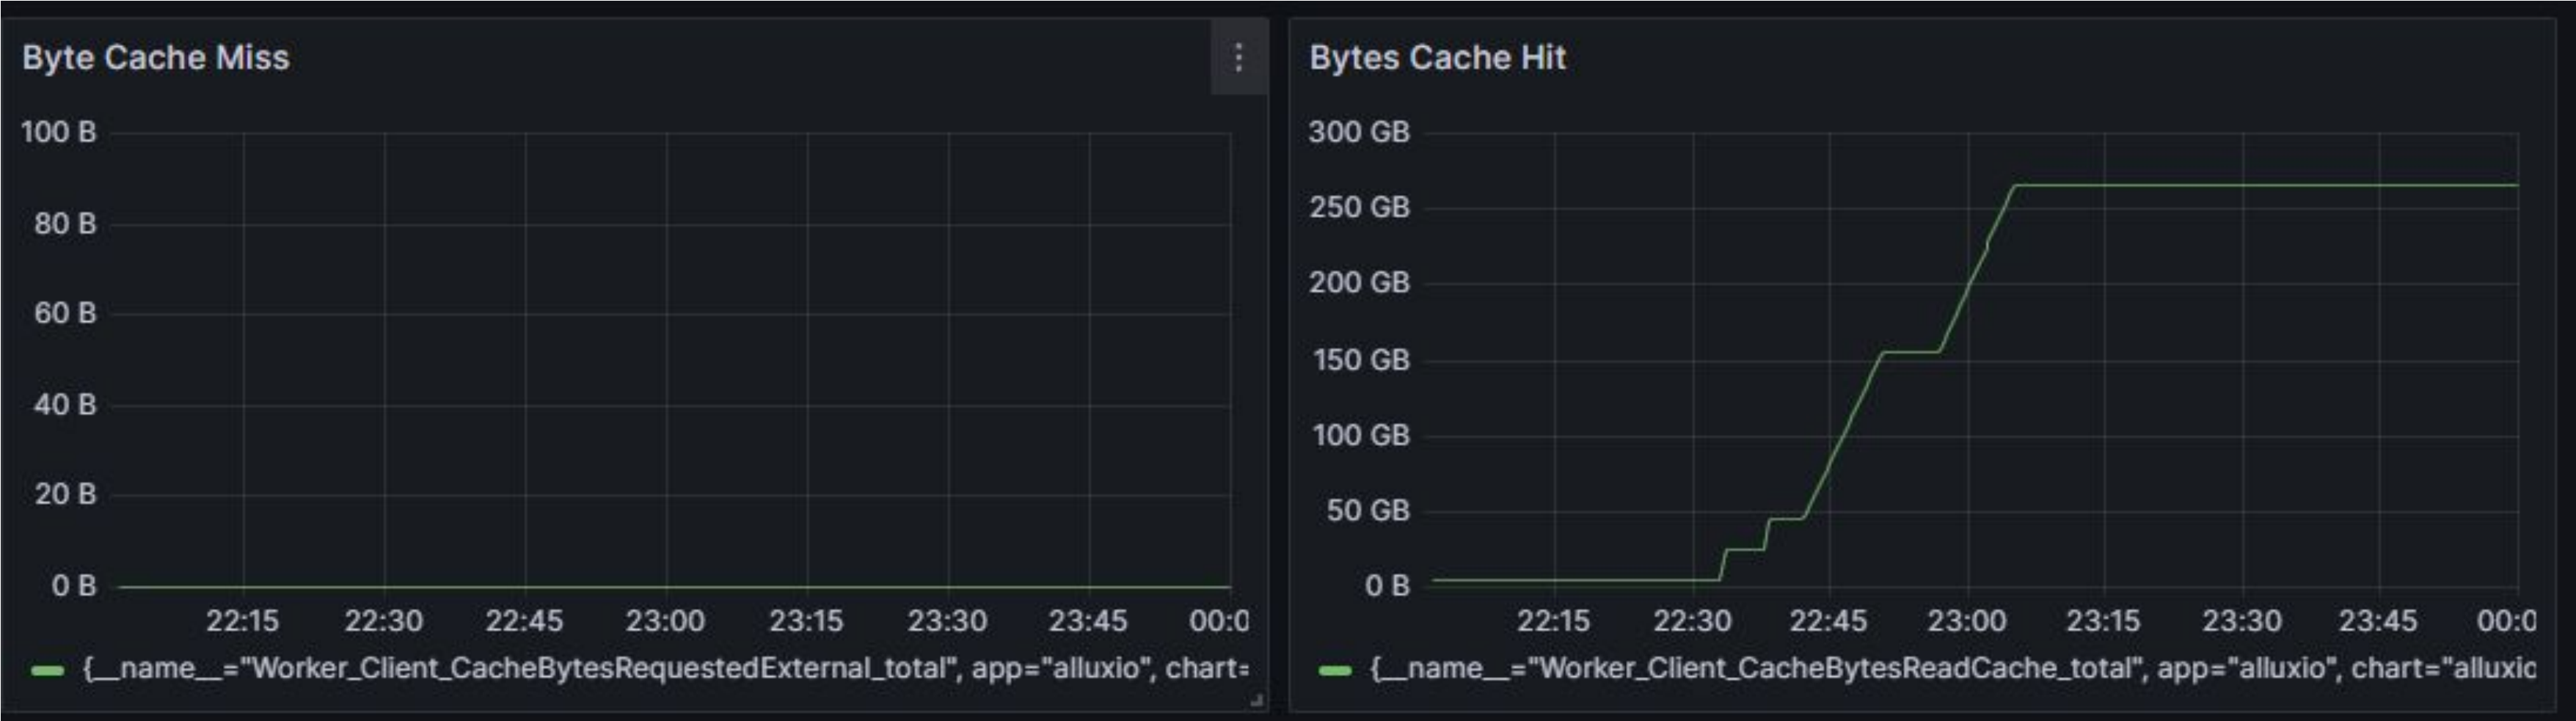 Byte Cache Miss
100 B
80 B
60 B
40 B
20 B
0 B
22:15 22:30 22:45 23:00 23:15 23:30 23:45 00:0
{__name__="Worker_Client_CacheBytesRequestedExternal_total", app="alluxio", chart=
Bytes Cache Hit
300 GB
250 GB
200 GB
150 GB
100 GB
50 GB
0 B
22:15 22:30 22:45 23:00 23:15 23:30 23:45 00:0
{__name__="Worker_Client_CacheBytesReadCache_total", app="alluxio", chart="alluxio